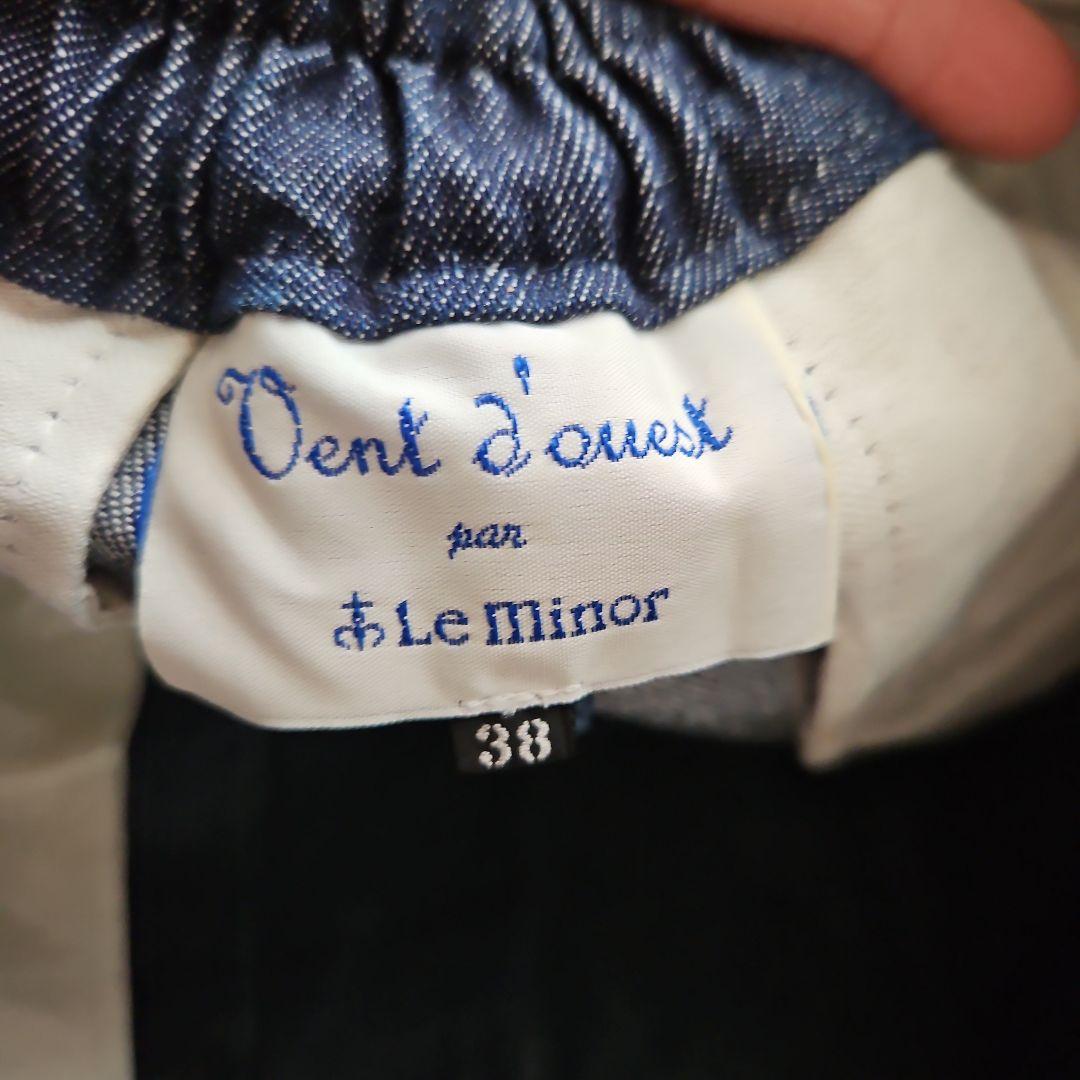 Vent d'ouest
par
Le minor
38